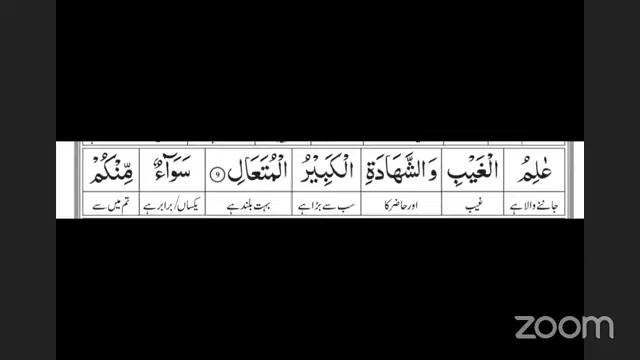 عٰلِمُ الْغَيْبِ وَالشَّهَادَةِ الْكَبِيْرُ الْمُتَعَالِ ۹ سَوَآءٌ مِّنْكُمْ
جاننے والا ہے غیب اور حاضر کا سب سے بڑا ہے بہت بلند ہے یکساں/برابر ہے تم میں سے
zoom